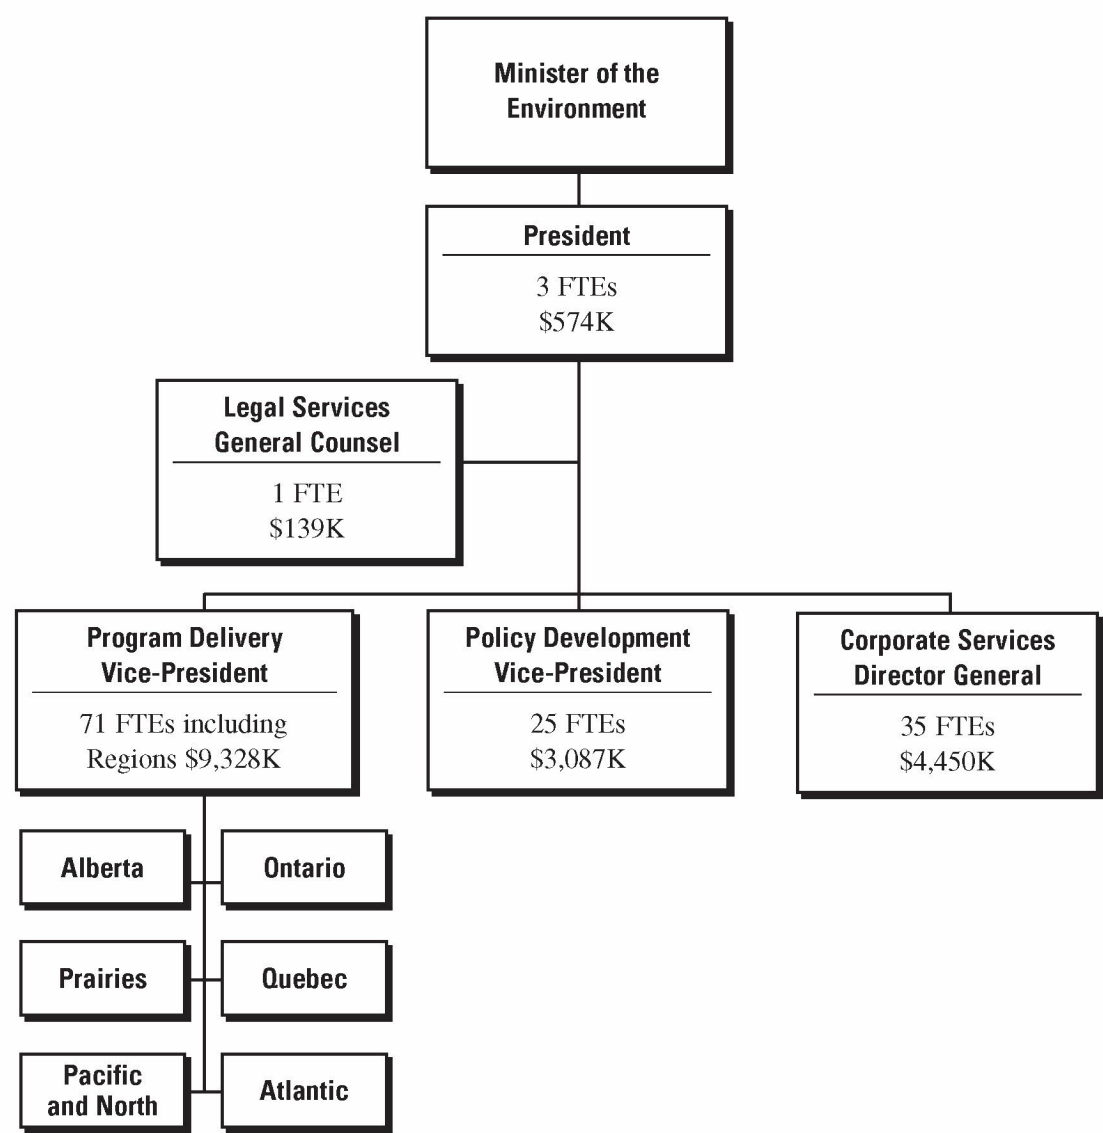 Minister of the
Environment
President
3 FTEs
$574K
Legal Services
General Counsel
1 FTE
$139K
Program Delivery
Vice-President
71 FTEs including
Regions $9,328K
Policy Development
Vice-President
25 FTEs
$3,087K
Corporate Services
Director General
35 FTEs
$4,450K
Alberta
Ontario
Prairies
Quebec
Pacific
and North
Atlantic